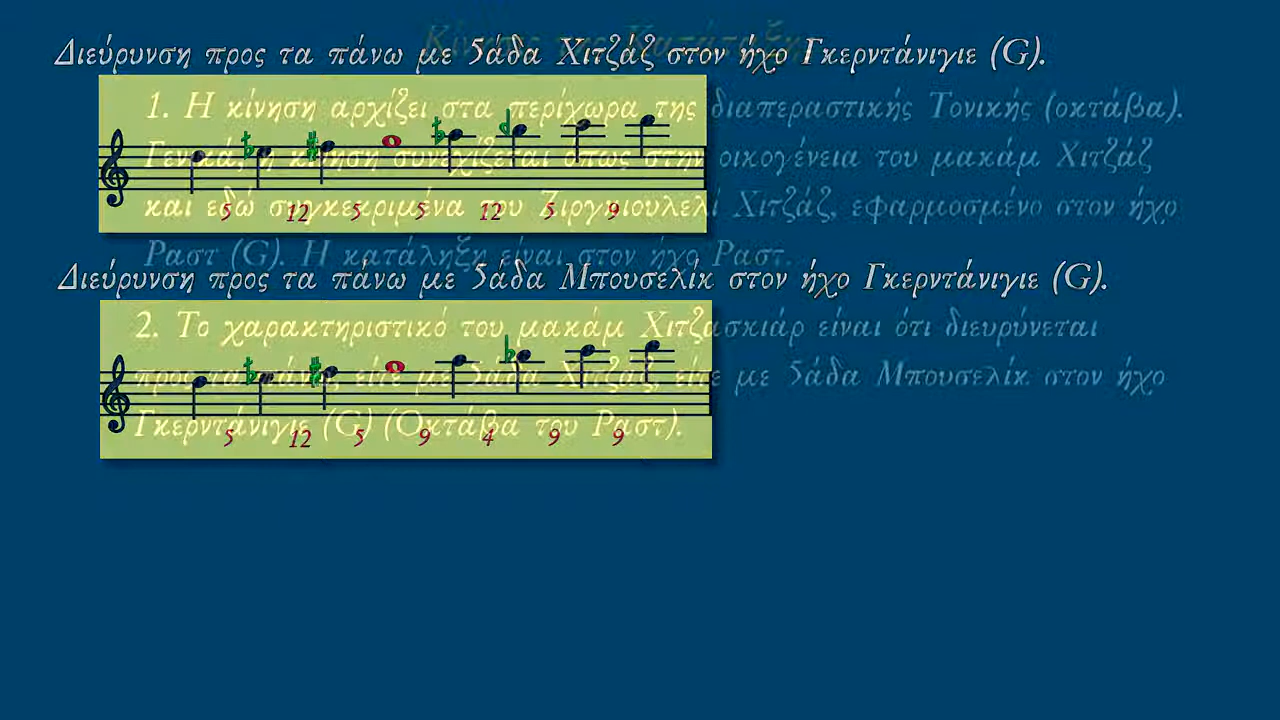 Κίνηση του Χιτζασκιάρ
Διεύρυνση προς τα πάνω με 5άδα Χιτζάζ στον ήχο Γκερντάνιγιε (G).
1. Η κίνηση αρχίζει στα περίχωρα της διαπεραστικής Τονικής (οκτάβα).
Γενικά, η κίνηση συνεχίζεται όπως στην οικογένεια του μακάμ Χιτζάζ
5 12 5 5 12 5 9
και εδώ συγκεκριμένα του Ζιργκιουλελί Χιτζάζ, εφαρμοσμένο στον ήχο
Ραστ (G). Η κατάληξη είναι στον ήχο Ραστ.
Διεύρυνση προς τα πάνω με 5άδα Μπουσελίκ στον ήχο Γκερντάνιγιε (G).
2. Το χαρακτηριστικό του μακάμ Χιτζασκιάρ είναι ότι διευρύνεται
προς τα πάνω, είτε με 5άδα Χιτζάζ, είτε με 5άδα Μπουσελίκ στον ήχο
Γκερντάνιγιε (G) (Οκτάβα του Ραστ).
5 12 5 9 4 9 9